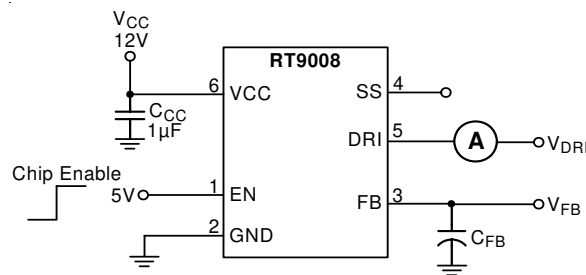 VCC
12V
RT9008
6
VCC
SS
4
CCC
1µF
DRI
5
A
VDRI
Chip Enable
5V
1
EN
FB
3
VFB
2
GND
CFB